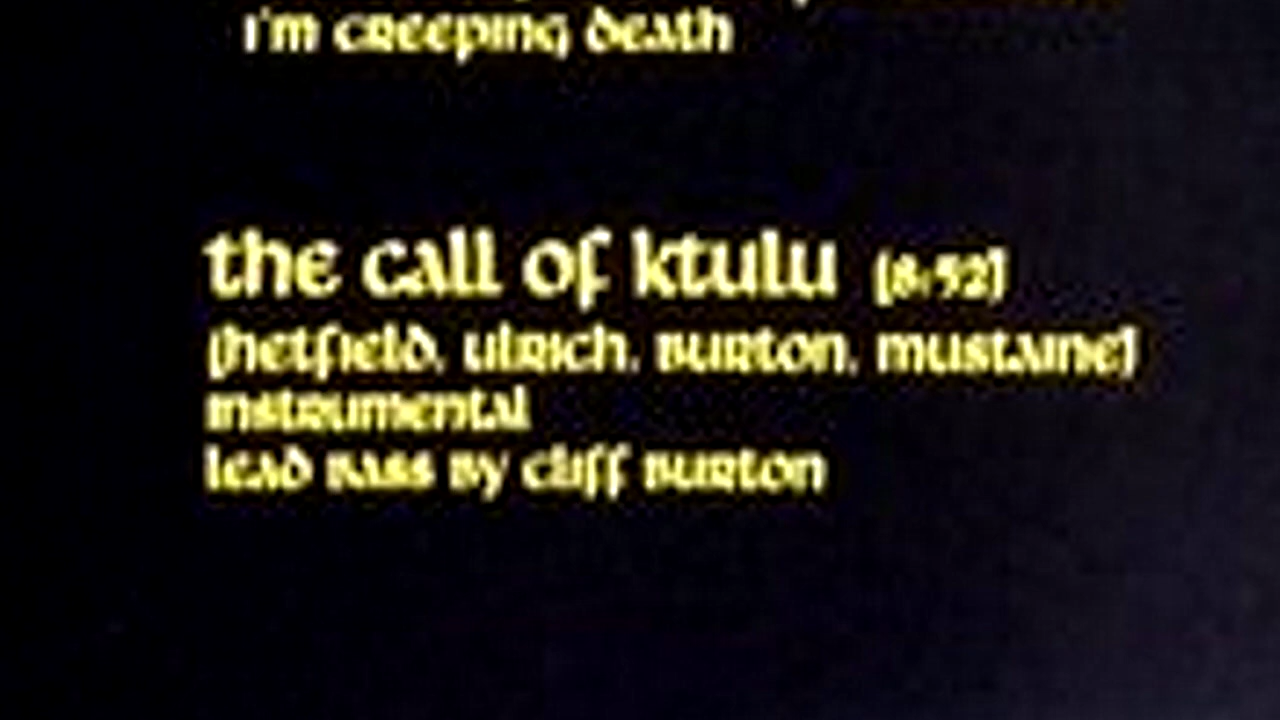 i'm creeping death
the call of ktulu [8:52]
[hetfield, ulrich, burton, mustaine]
instrumental
lead bass by cliff burton